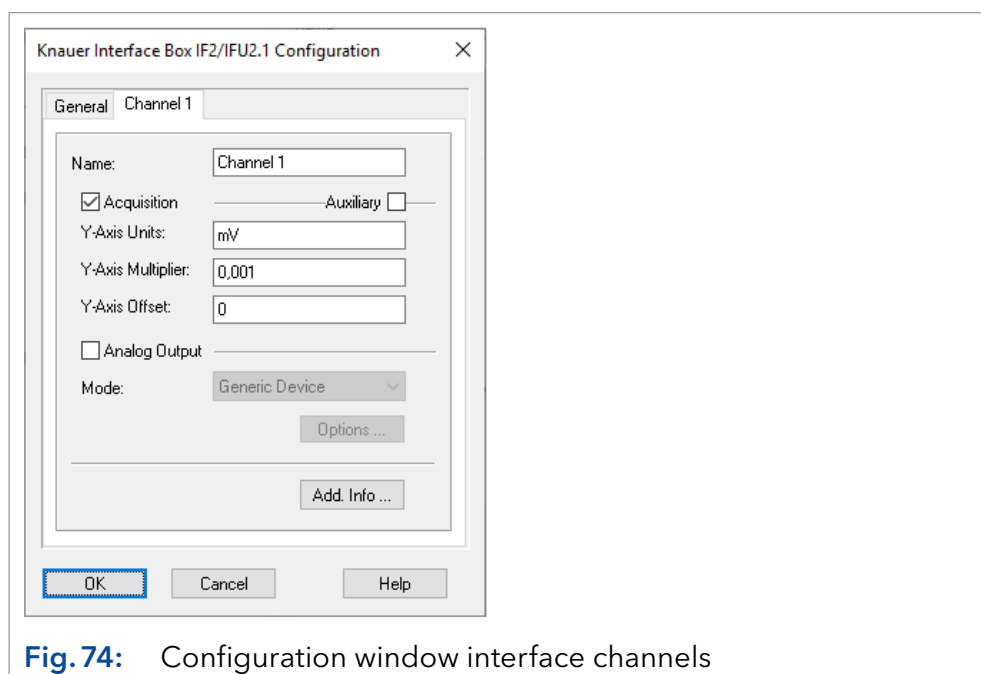 Knauer Interface Box IF2/IFU2.1 Configuration
General Channel 1
Name: Channel 1
Acquisition Auxiliary
Y-Axis Units: mV
Y-Axis Multiplier: 0,001
Y-Axis Offset: 0
Analog Output
Mode: Generic Device
Options ...
Add. Info ...
OK Cancel Help
Fig. 74: Configuration window interface channels